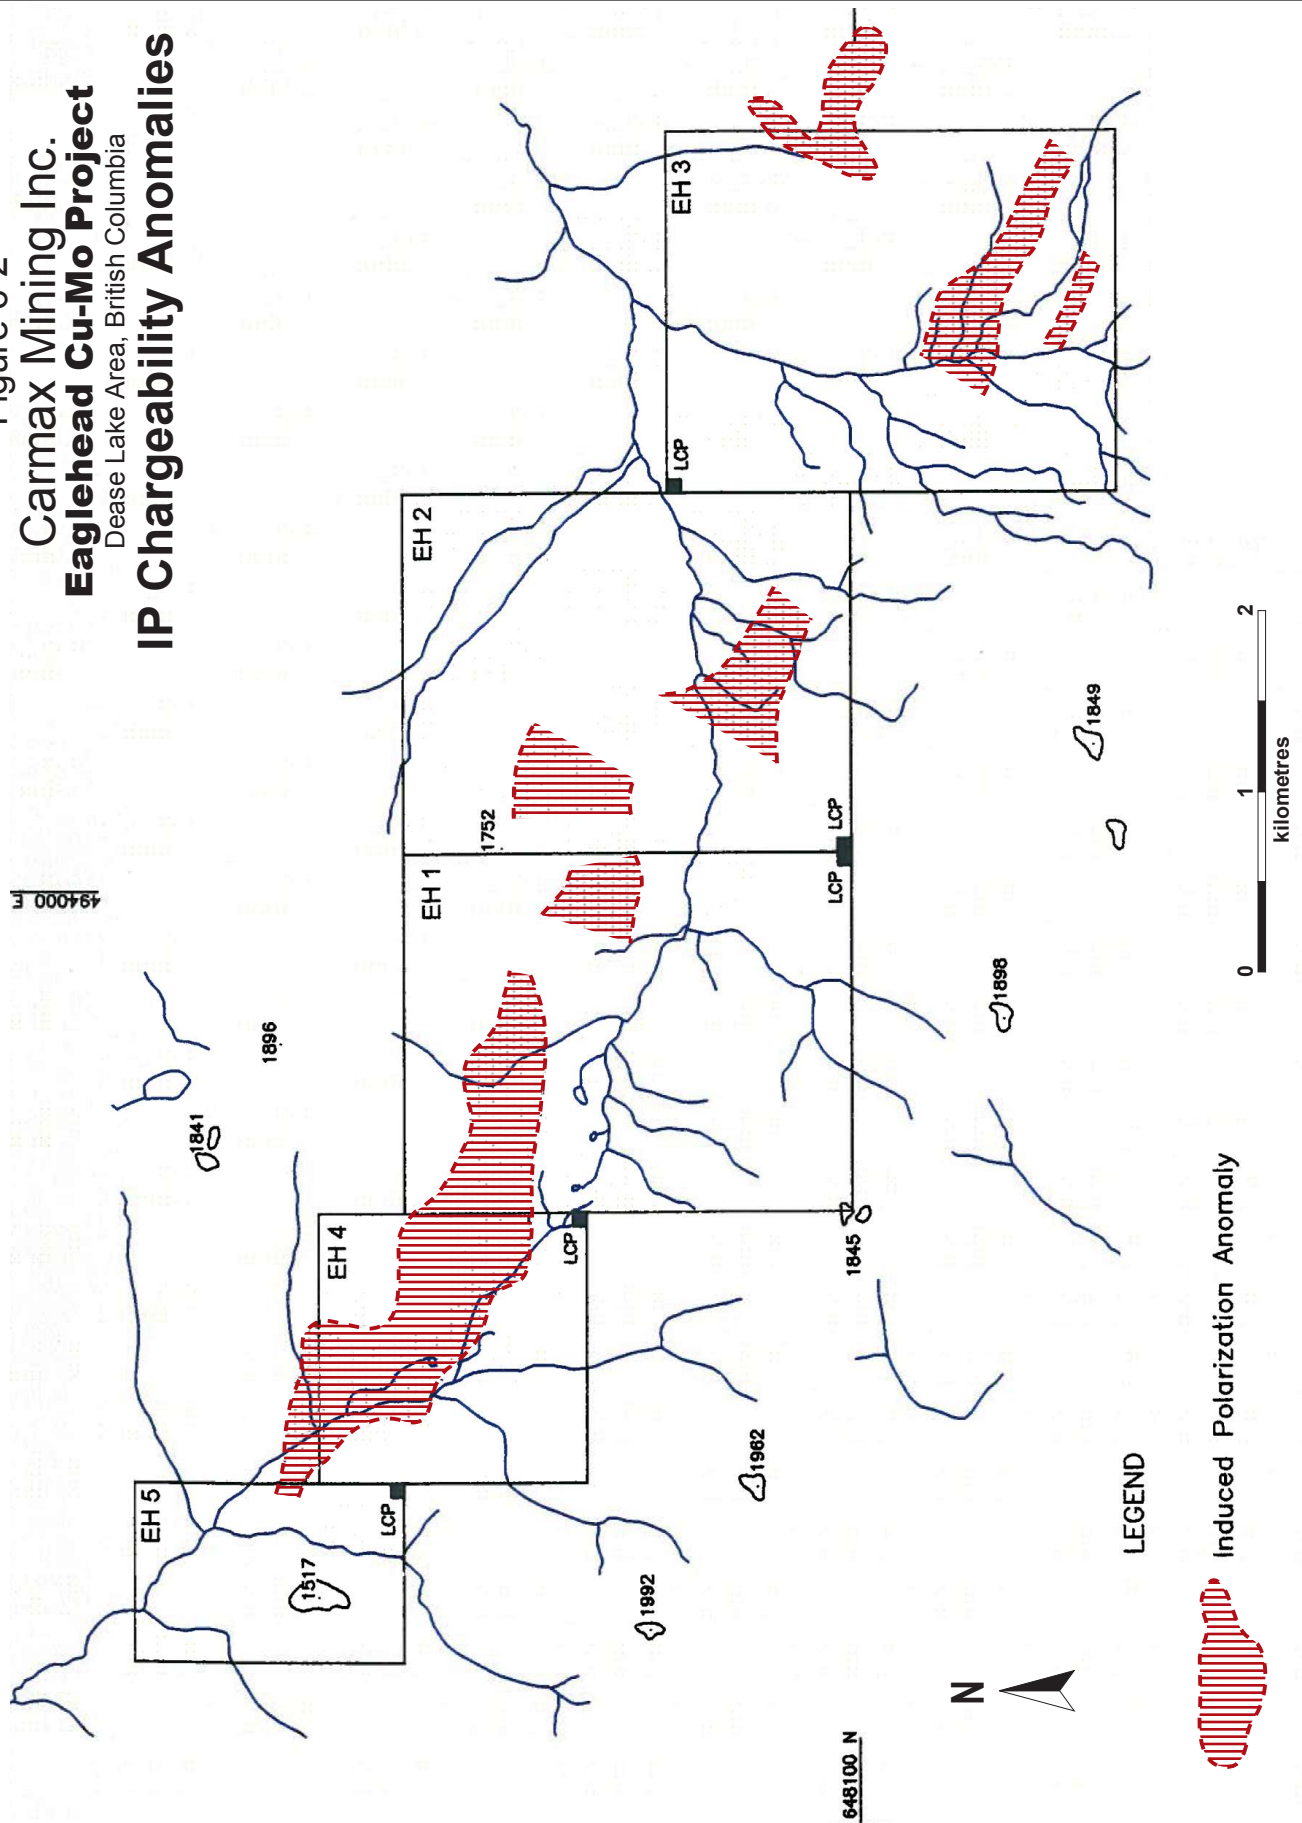 Carmax Mining Inc.
Eaglehead Cu-Mo Project
Dease Lake Area, British Columbia
IP Chargeability Anomalies
494000 E
1841
1896
EH 5
1517
LCP
EH 4
LCP
EH 1
1752
EH 2
LCP
LCP
EH 3
LCP
1992
1962
1845
1898
1849
648100 N
N
LEGEND
Induced Polarization Anomaly
0 1 2
kilometres